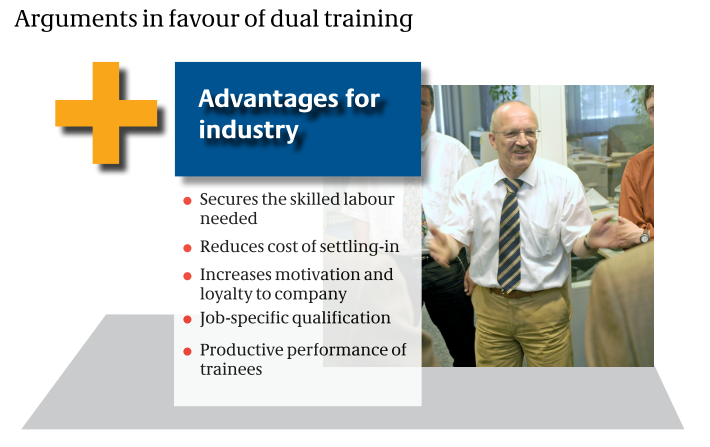 Arguments in favour of dual training
Advantages for
industry
Secures the skilled labour
needed
Reduces cost of settling-in
Increases motivation and
loyalty to company
Job-specific qualification
Productive performance of
trainees